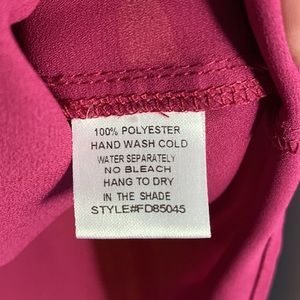 100% POLYESTER
HAND WASH COLD
WATER SEPARATELY
NO BLEACH
HANG TO DRY
IN THE SHADE
STYLE#FD85045